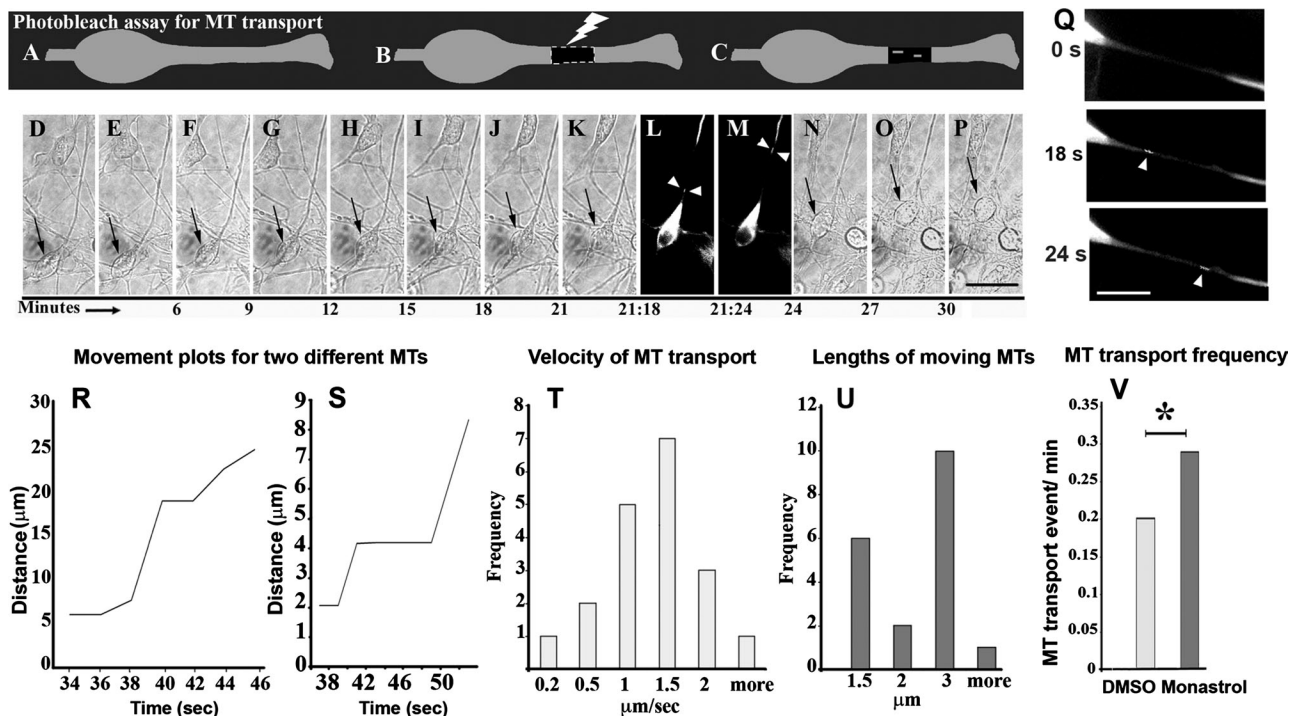 Photobleach assay for MT transport
A
B
C
Q
0 s
18 s
24 s
D E F G H I J K L M N O P
Minutes 6 9 12 15 18 21 21:18 21:24 24 27 30
Movement plots for two different MTs
Velocity of MT transport
Lengths of moving MTs
MT transport frequency
R
Distance (μm)
30
25
20
15
10
5
0
34 36 38 40 42 44 46
Time (sec)
S
Distance (μm)
9
8
7
6
5
4
3
2
1
0
38 42 46 50
Time (sec)
T
Frequency
8
7
6
5
4
3
2
1
0.2 0.5 1 1.5 2 more
μm/sec
U
Frequency
12
10
8
6
4
2
0
1.5 2 3 more
μm
V
*
MT transport event/ min
0.35
0.3
0.25
0.2
0.15
0.1
0.05
0
DMSO Monastrol